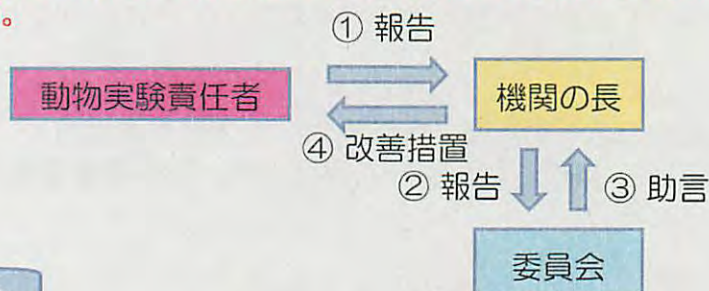 。
① 報告
動物実験責任者
機関の長
④ 改善措置
② 報告
③ 助言
委員会